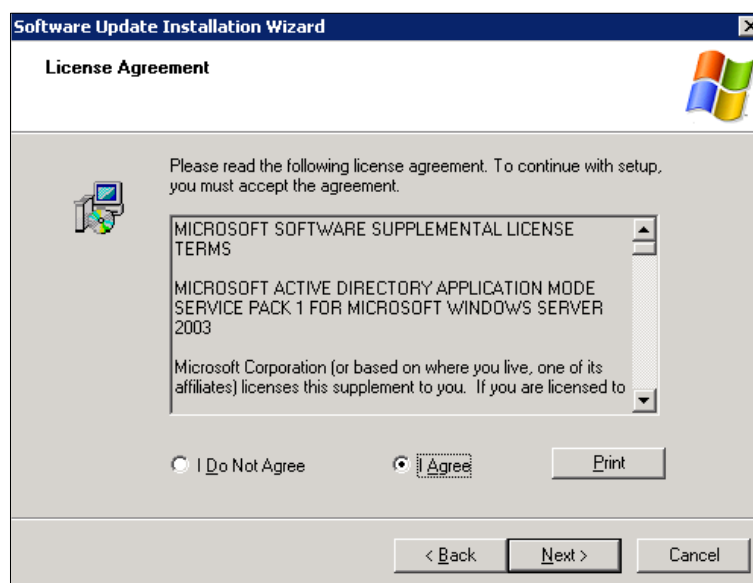 Software Update Installation Wizard
License Agreement
Please read the following license agreement. To continue with setup,
you must accept the agreement.
MICROSOFT SOFTWARE SUPPLEMENTAL LICENSE
TERMS
MICROSOFT ACTIVE DIRECTORY APPLICATION MODE
SERVICE PACK 1 FOR MICROSOFT WINDOWS SERVER
2003
Microsoft Corporation (or based on where you live, one of its
affiliates) licenses this supplement to you.  If you are licensed to
I Do Not Agree
I Agree
Print
< Back
Next >
Cancel